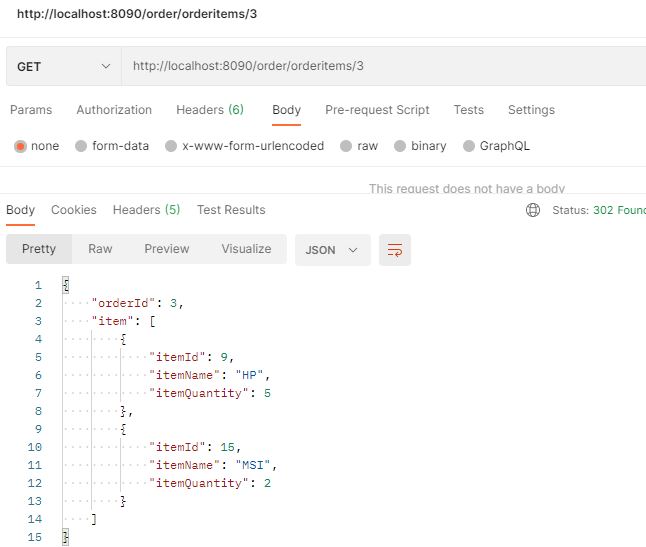 http://localhost:8090/order/orderitems/3
GET http://localhost:8090/order/orderitems/3
Params Authorization Headers (6) Body Pre-request Script Tests Settings
none form-data x-www-form-urlencoded raw binary GraphQL
This request does not have a body
Body Cookies Headers (5) Test Results Status: 302 Found
Pretty Raw Preview Visualize JSON
1 {
2 "orderId": 3,
3 "item": [
4 {
5 "itemId": 9,
6 "itemName": "HP",
7 "itemQuantity": 5
8 },
9 {
10 "itemId": 15,
11 "itemName": "MSI",
12 "itemQuantity": 2
13 }
14 ]
15 }